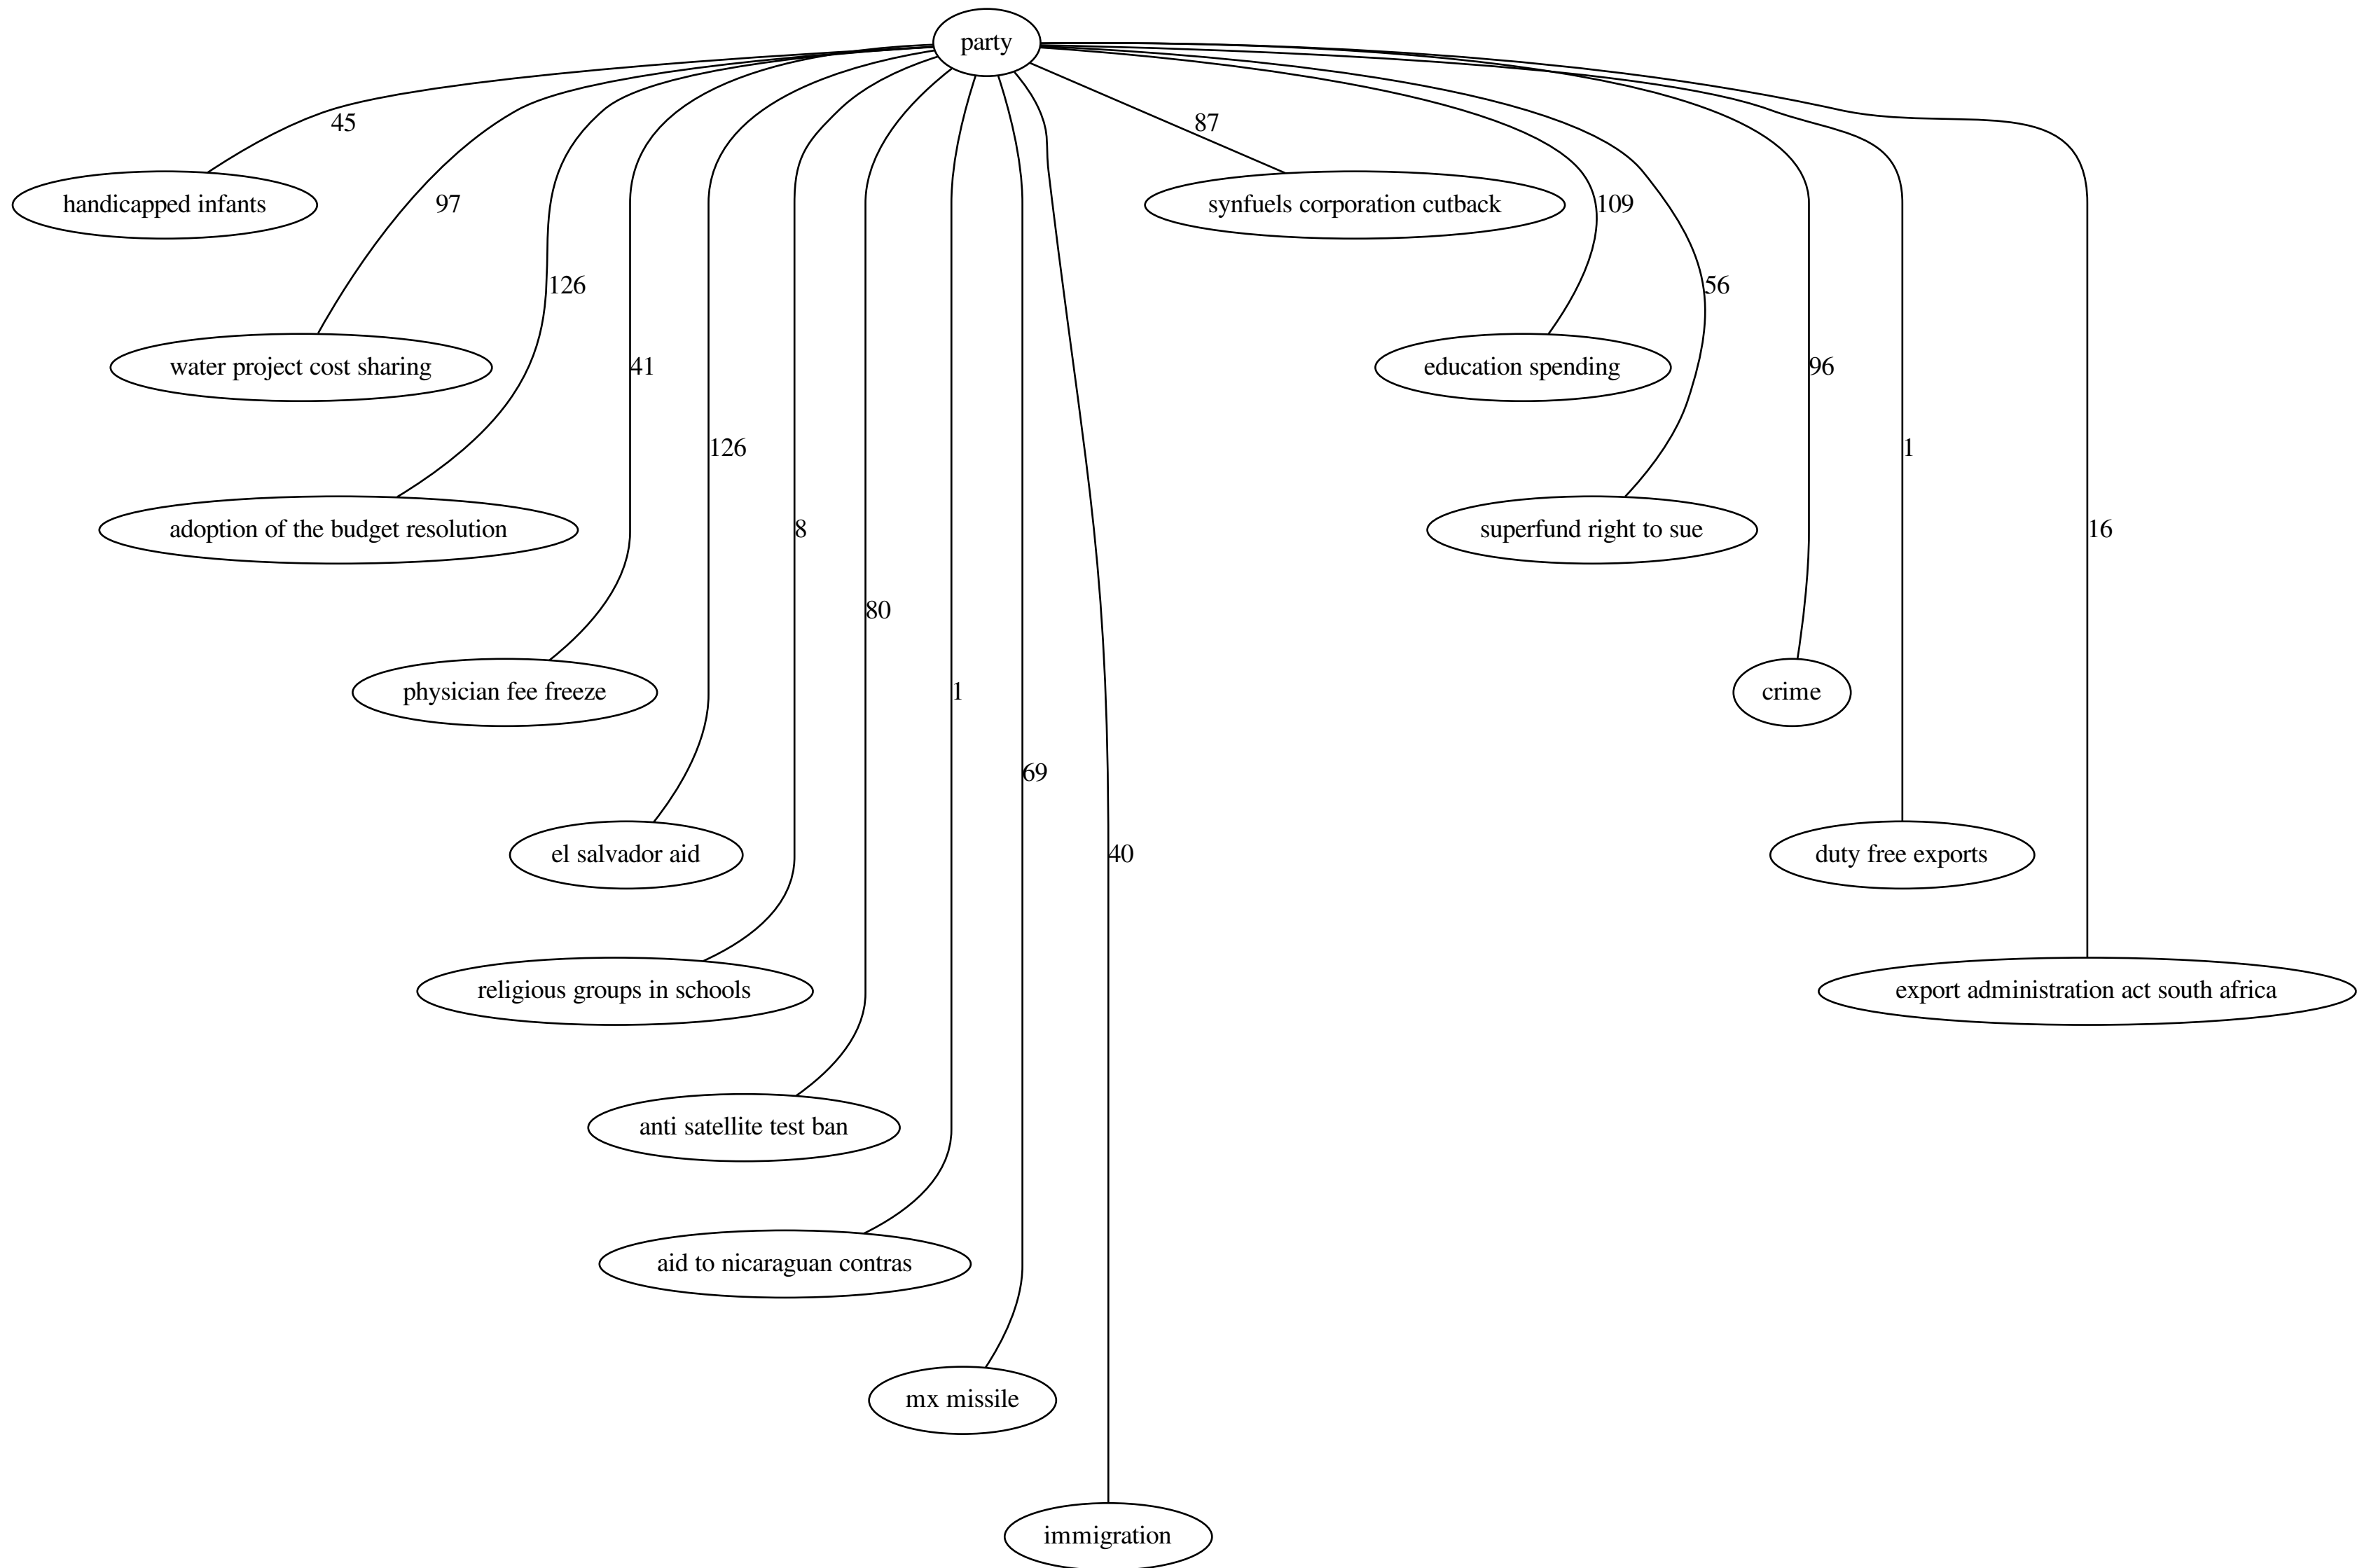 party
45
87
handicapped infants
97
synfuels corporation cutback
109
126
56
water project cost sharing
41
education spending
96
126
1
adoption of the budget resolution
8
superfund right to sue
16
80
physician fee freeze
1
crime
69
el salvador aid
40
duty free exports
religious groups in schools
export administration act south africa
anti satellite test ban
aid to nicaraguan contras
mx missile
immigration